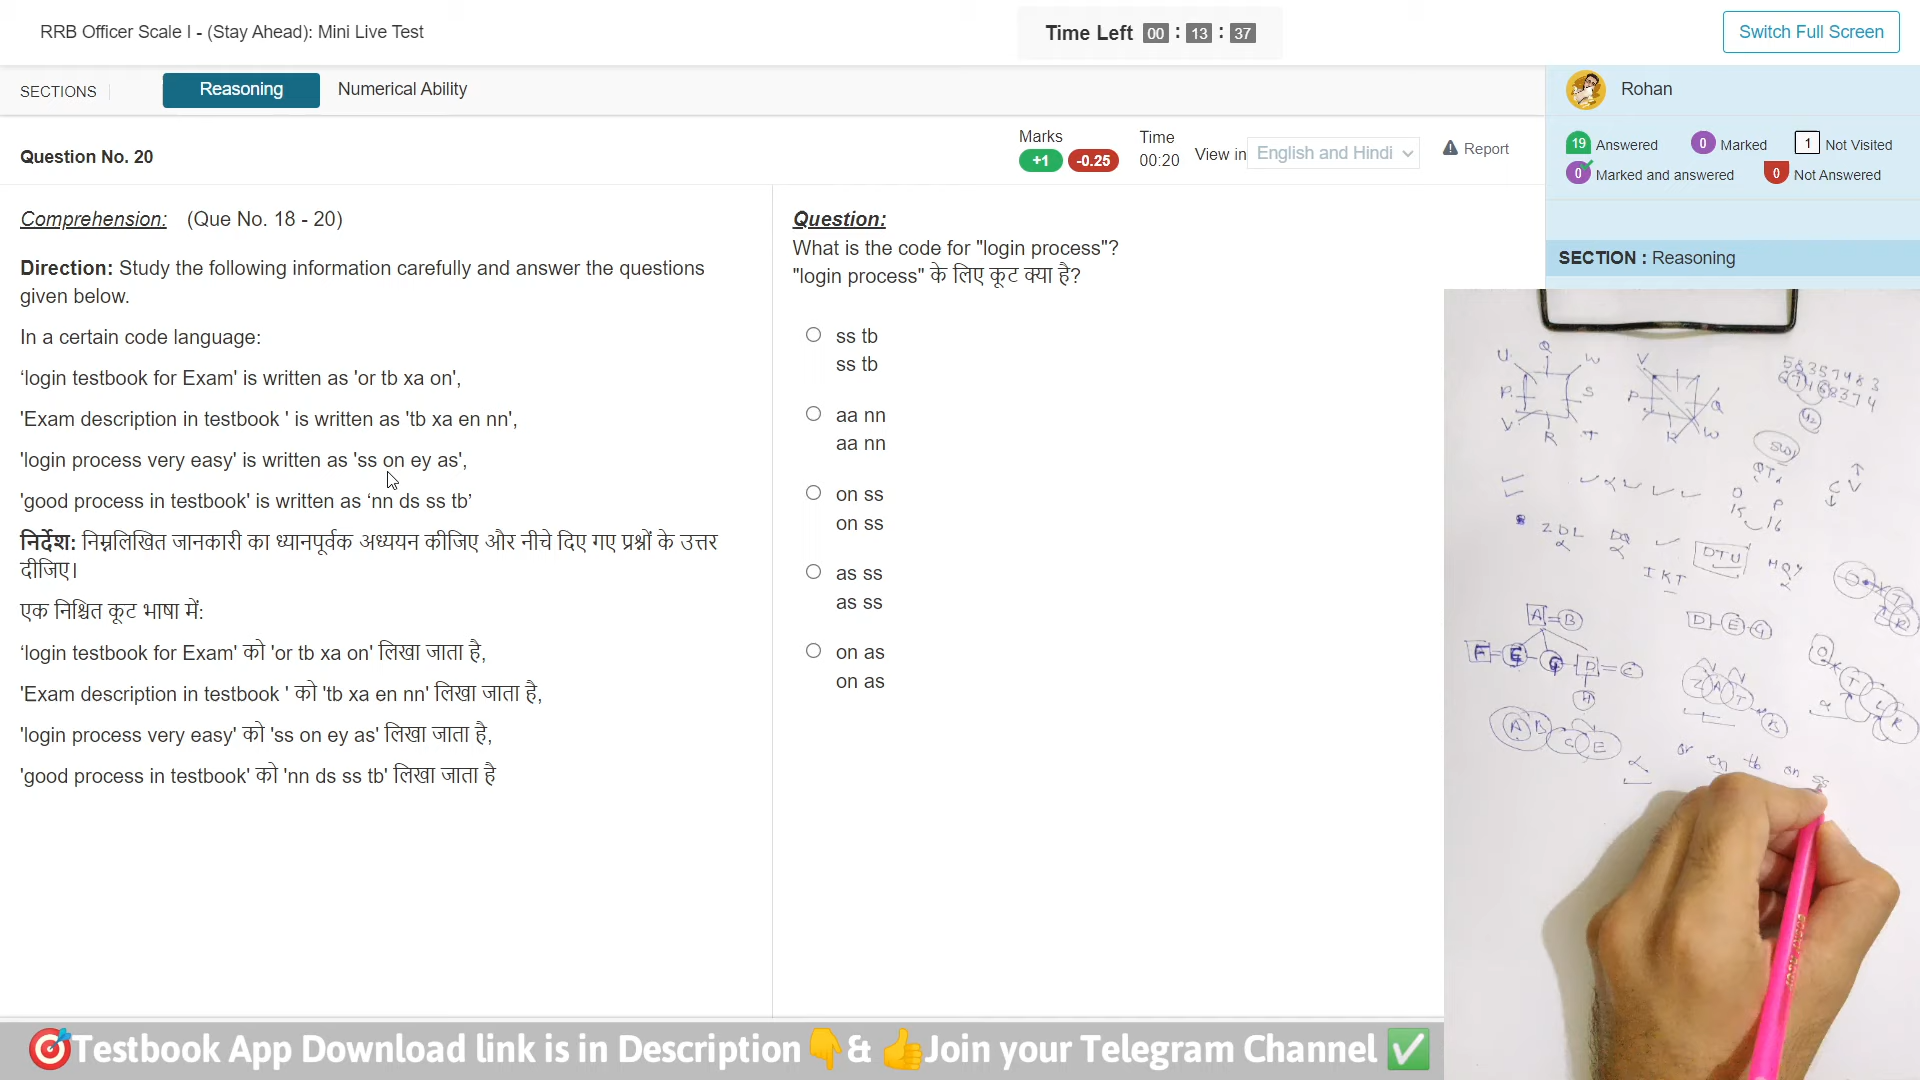 RRB Officer Scale I - (Stay Ahead): Mini Live Test
Time Left 00 : 13 : 37
Switch Full Screen
SECTIONS
Reasoning
Numerical Ability
Rohan
Question No. 20
Marks
+1 -0.25
Time
00:20
View in English and Hindi
Report
19 Answered
0 Marked
1 Not Visited
0 Marked and answered
0 Not Answered
SECTION : Reasoning
Comprehension: (Que No. 18 - 20)
Direction: Study the following information carefully and answer the questions
given below.
In a certain code language:
‘login testbook for Exam' is written as 'or tb xa on',
'Exam description in testbook ' is written as 'tb xa en nn',
'login process very easy' is written as 'ss on ey as',
'good process in testbook' is written as ‘nn ds ss tb’
निर्देश: निम्नलिखित जानकारी का ध्यानपूर्वक अध्ययन कीजिए और नीचे दिए गए प्रश्नों के उत्तर
दीजिए।
एक निश्चित कूट भाषा में:
‘login testbook for Exam' को 'or tb xa on' लिखा जाता है,
'Exam description in testbook ' को 'tb xa en nn' लिखा जाता है,
'login process very easy' को 'ss on ey as' लिखा जाता है,
'good process in testbook' को 'nn ds ss tb' लिखा जाता है
Question:
What is the code for "login process"?
"login process" के लिए कूट क्या है?
ss tb
ss tb
aa nn
aa nn
on ss
on ss
as ss
as ss
on as
on as
or en tb on ss
Testbook App Download link is in Description & Join your Telegram Channel